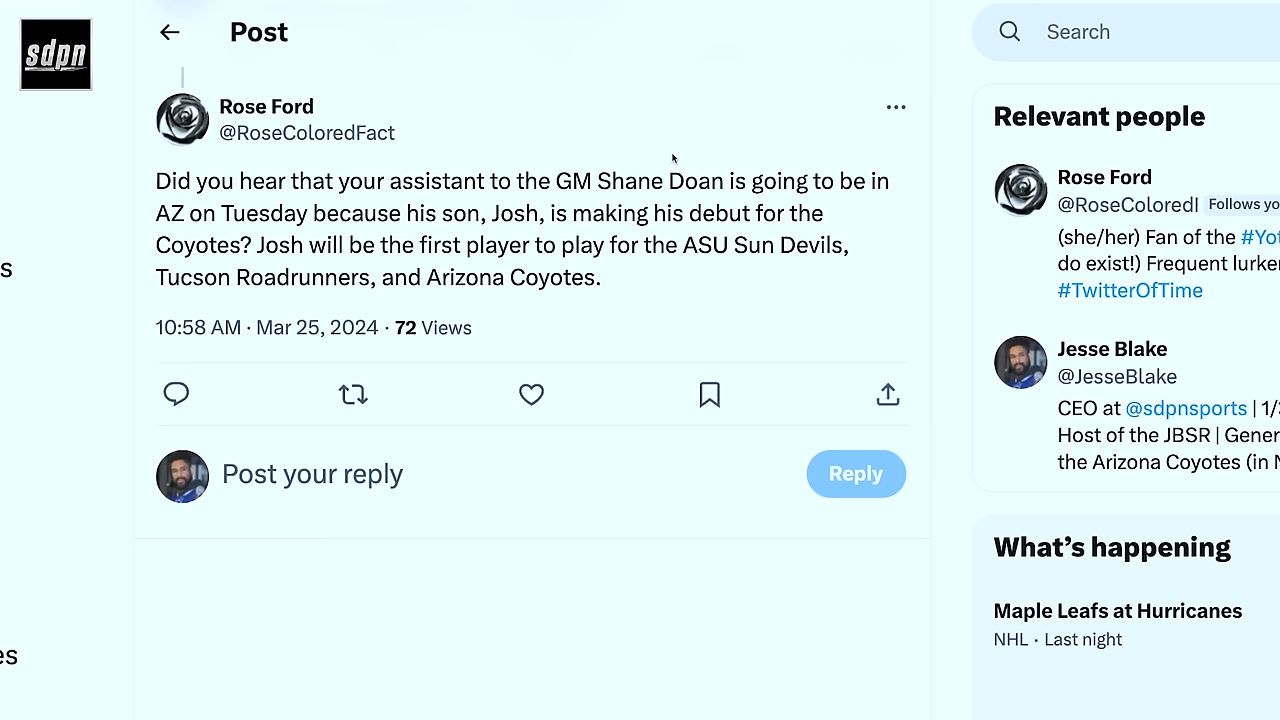 sdpn
Post
Search
Rose Ford
@RoseColoredFact
Did you hear that your assistant to the GM Shane Doan is going to be in
AZ on Tuesday because his son, Josh, is making his debut for the
Coyotes? Josh will be the first player to play for the ASU Sun Devils,
Tucson Roadrunners, and Arizona Coyotes.
10:58 AM · Mar 25, 2024 · 72 Views
Post your reply
Reply
Relevant people
Rose Ford
@RoseColoredI Follows yo
(she/her) Fan of the #Yot
do exist!) Frequent lurker
#TwitterOfTime
Jesse Blake
@JesseBlake
CEO at @sdpnsports | 1/3
Host of the JBSR | Gener
the Arizona Coyotes (in N
What's happening
Maple Leafs at Hurricanes
NHL · Last night
s
es